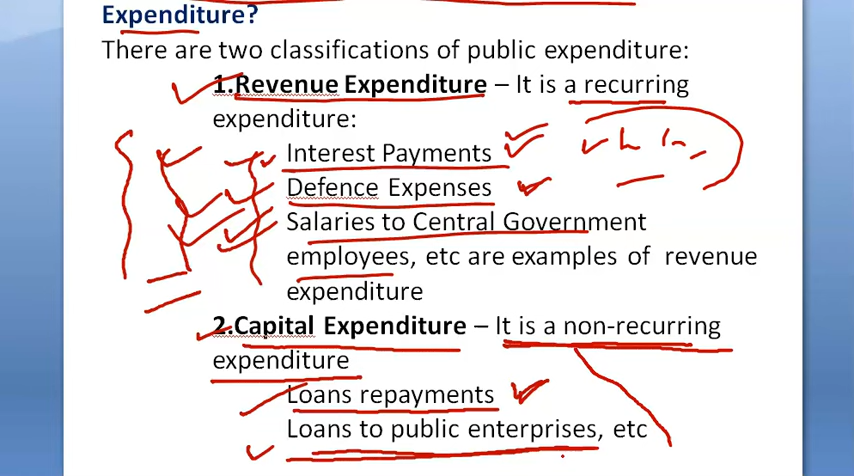 Expenditure?
There are two classifications of public expenditure:
1.Revenue Expenditure – It is a recurring
expenditure:
Interest Payments
Defence Expenses
Salaries to Central Government
employees, etc are examples of revenue
expenditure
2.Capital Expenditure – It is a non-recurring
expenditure
Loans repayments
Loans to public enterprises, etc